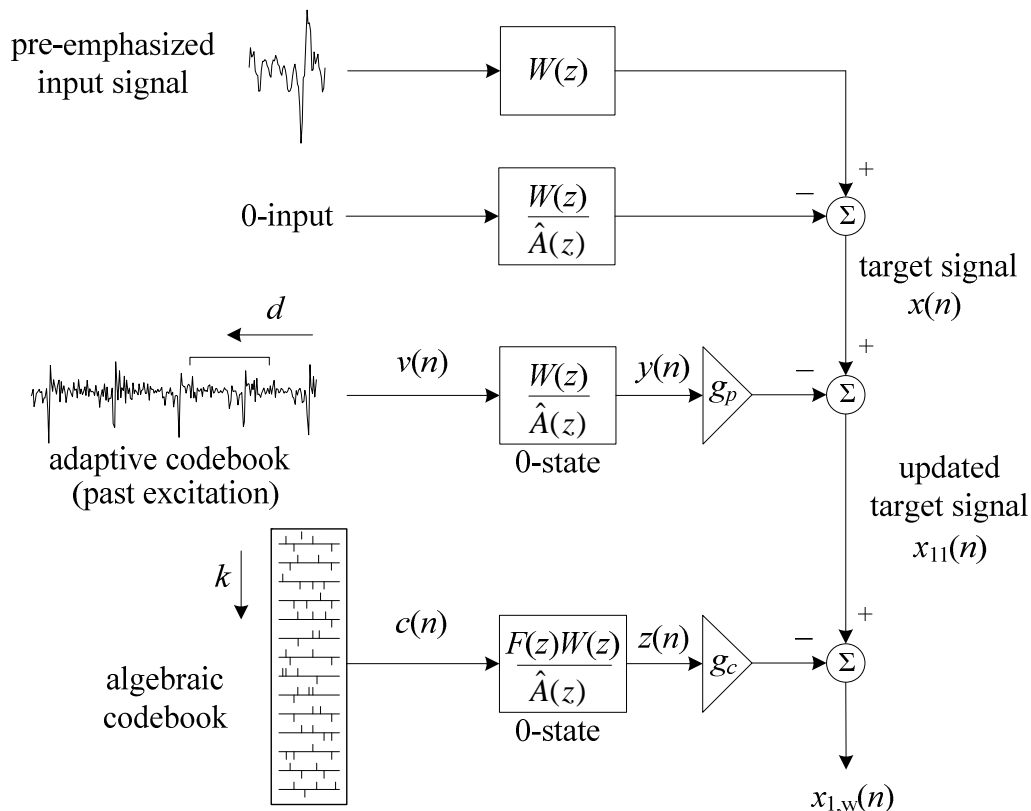 pre-emphasized
input signal
W(z)
+
0-input
W(z)
Â(z)
−
Σ
target signal
x(n)
d
+
v(n)
W(z)
Â(z)
y(n)
g_p
−
Σ
0-state
adaptive codebook
(past excitation)
updated
target signal
x_11(n)
k
+
c(n)
F(z)W(z)
Â(z)
z(n)
g_c
−
Σ
0-state
algebraic
codebook
x_1,w(n)